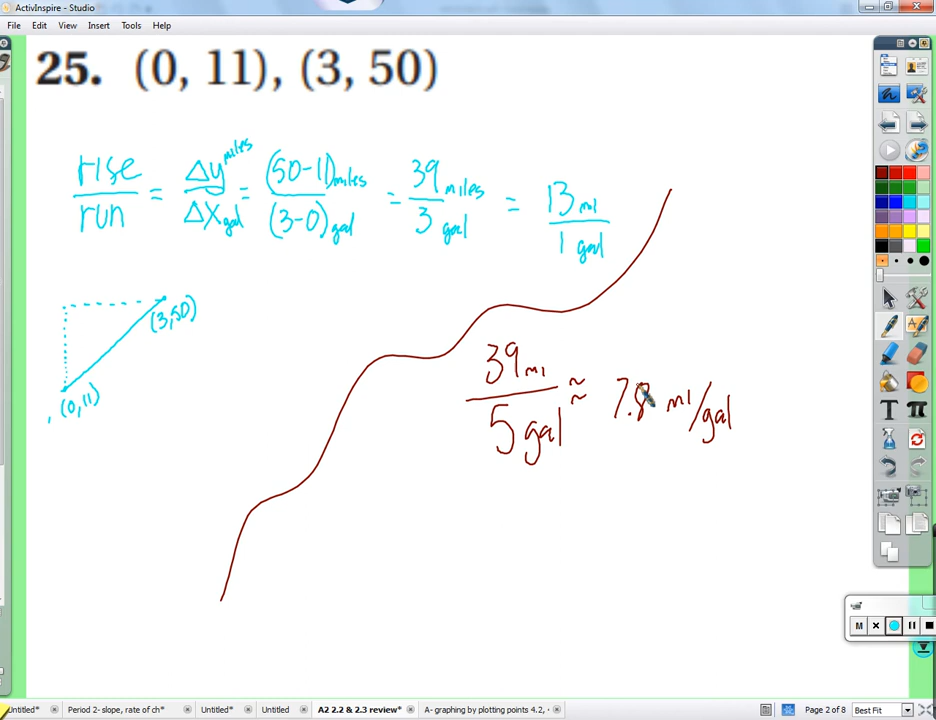 ActivInspire - Studio
File Edit View Insert Tools Help
25. (0, 11), (3, 50)
rise/run = Δy miles/Δx gal = (50-11) miles/(3-0) gal = 39 miles/3 gal = 13 mi/1 gal
(3,50)
(0,11)
39 mi/5 gal ≈ 7.8 mi/gal
Untitled* Period 2- slope, rate of ch* Untitled A2 2.2 & 2.3 review* A- graphing by plotting points 4.2, Untitled* Page 2 of 8 Best Fit